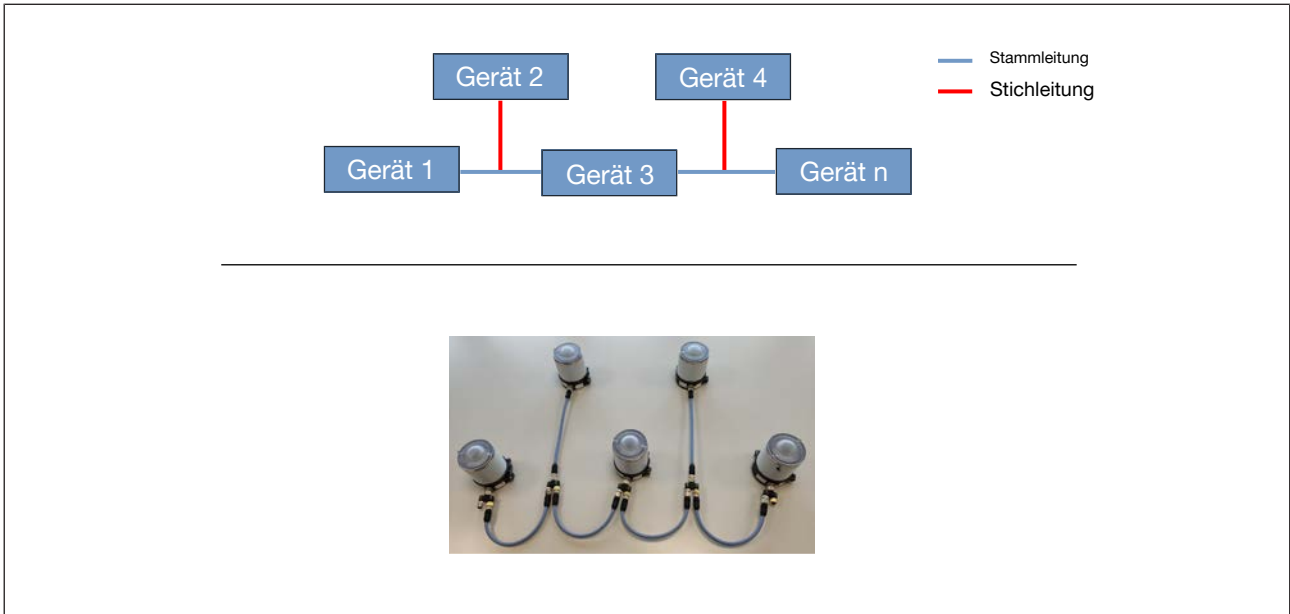 Gerät 2
Gerät 4
Stammleitung
Stichleitung
Gerät 1
Gerät 3
Gerät n